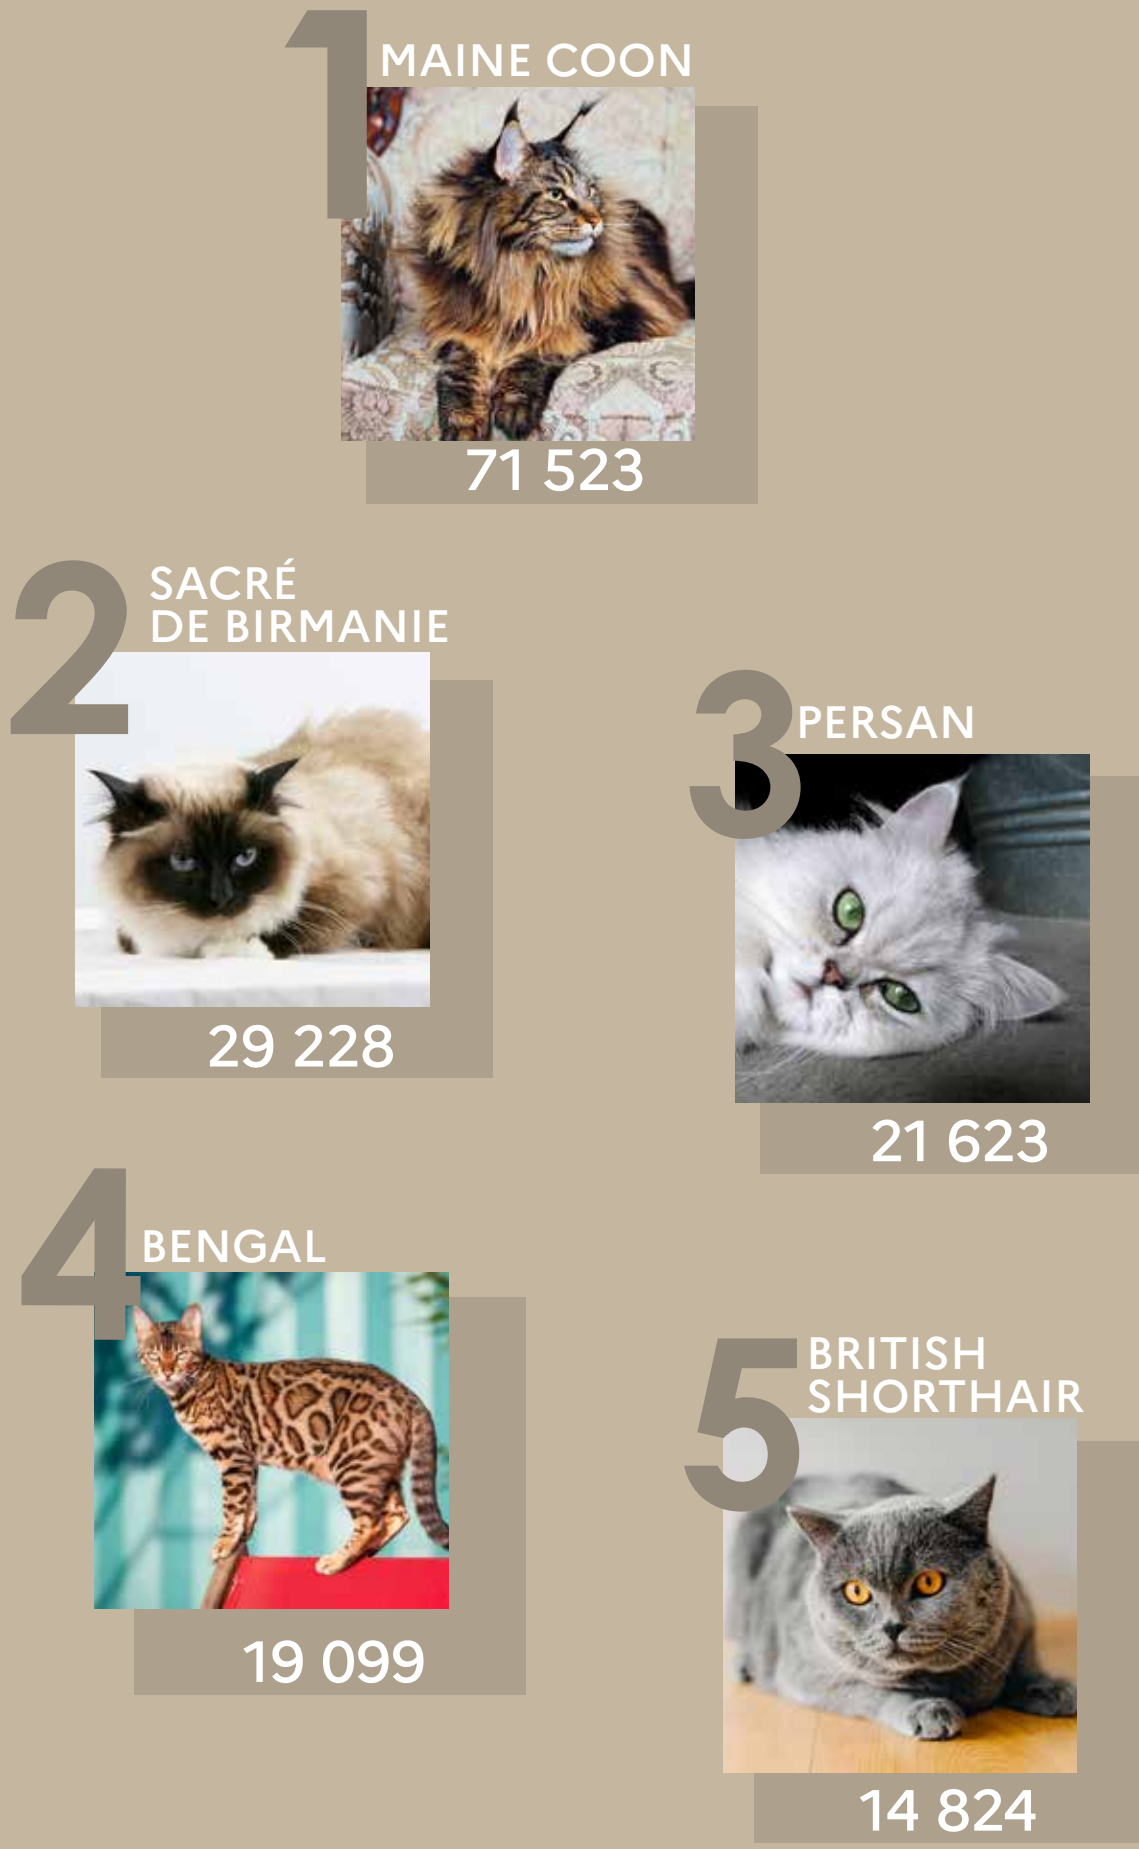 1
MAINE COON
71 523
2
SACRÉ
DE BIRMANIE
29 228
3
PERSAN
21 623
4
BENGAL
19 099
5
BRITISH
SHORTHAIR
14 824